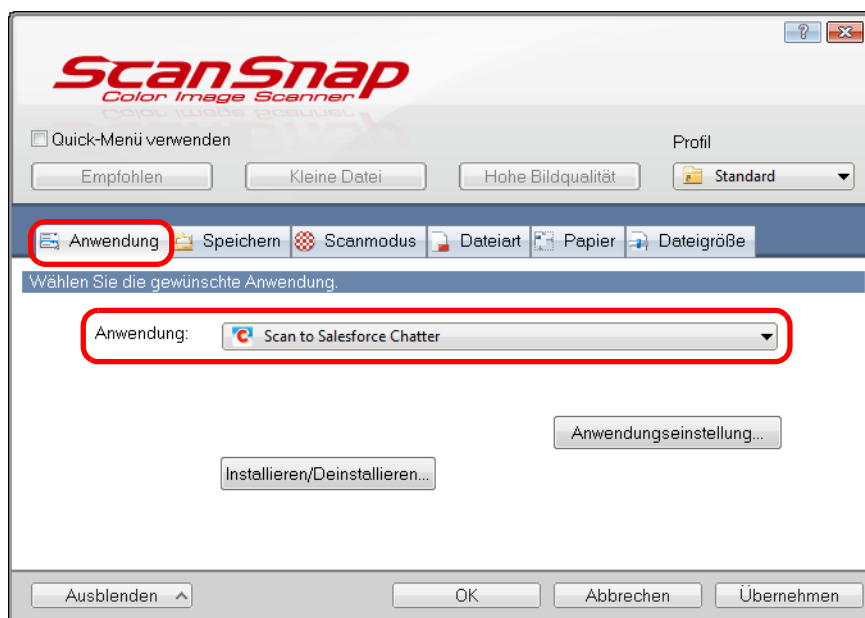 ScanSnap
Color Image Scanner
Quick-Menü verwenden
Profil
Empfohlen Kleine Datei Hohe Bildqualität Standard
Anwendung Speichern Scanmodus Dateiart Papier Dateigröße
Wählen Sie die gewünschte Anwendung.
Anwendung: Scan to Salesforce Chatter
Anwendungseinstellung...
Installieren/Deinstallieren...
Ausblenden OK Abbrechen Übernehmen